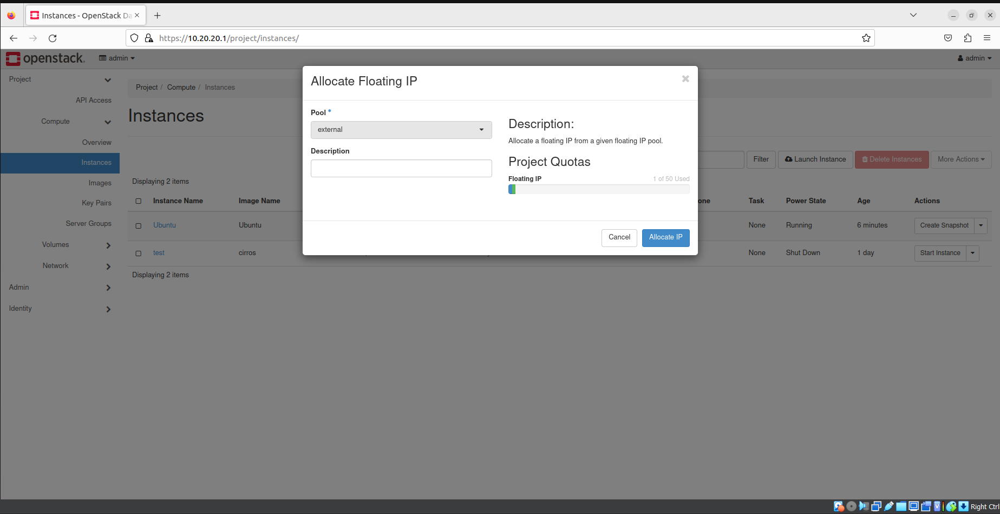 Instances - OpenStack Da
https://10.20.20.1/project/instances/
openstack.
admin
admin
Project
API Access
Compute
Overview
Instances
Images
Key Pairs
Server Groups
Volumes
Network
Admin
Identity
Project / Compute / Instances
Instances
Filter
Launch Instance
Delete Instances
More Actions
Displaying 2 items
Instance Name Image Name one Task Power State Age Actions
Ubuntu Ubuntu None Running 6 minutes Create Snapshot
test cirros None Shut Down 1 day Start Instance
Displaying 2 items
Allocate Floating IP
Pool *
external
Description
Description:
Allocate a floating IP from a given floating IP pool.
Project Quotas
Floating IP 1 of 50 Used
Cancel Allocate IP
Right Ctrl